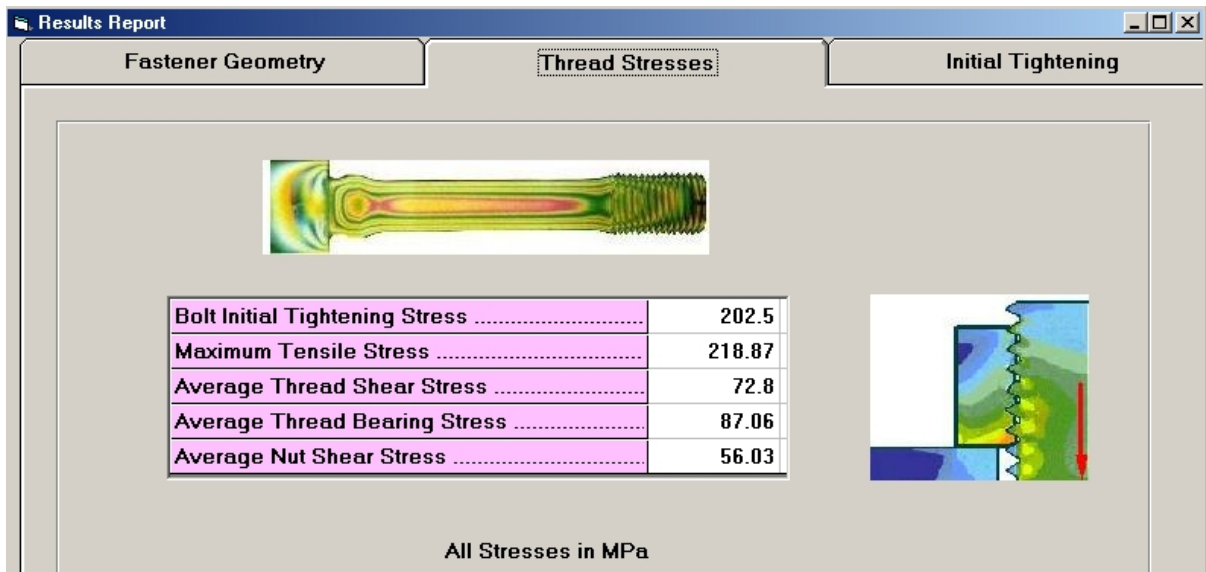 Results Report
Fastener Geometry Thread Stresses Initial Tightening
Bolt Initial Tightening Stress ............................ 202.5
Maximum Tensile Stress .................................. 218.87
Average Thread Shear Stress ......................... 72.8
Average Thread Bearing Stress ...................... 87.06
Average Nut Shear Stress ................................ 56.03
All Stresses in MPa